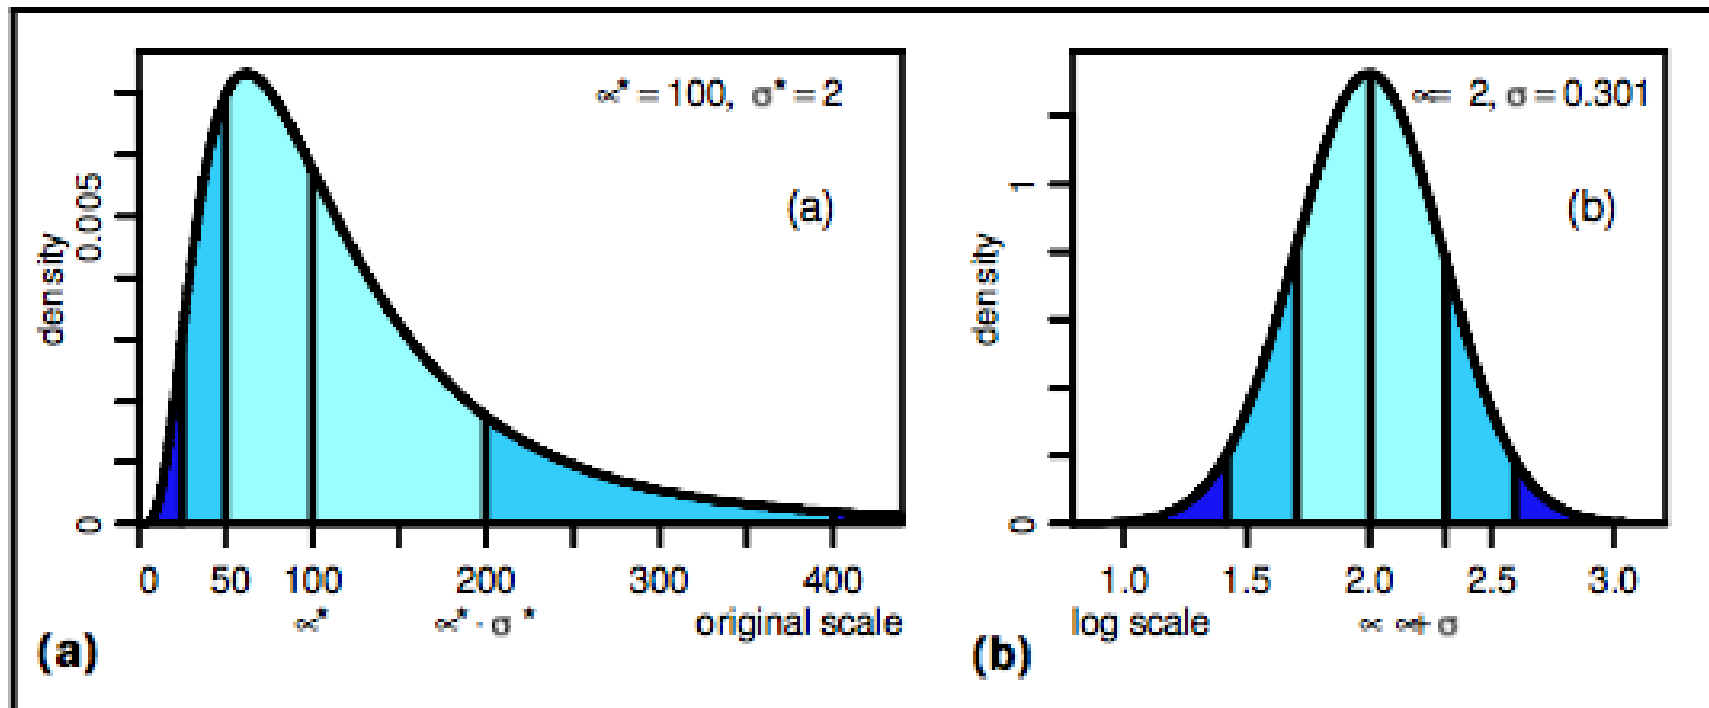 ∝* = 100, σ* = 2
(a)
density
0 0.005
0 50 100 200 300 400
∝* ∝* · σ* original scale
(a)
∝= 2, σ = 0.301
(b)
density
0 1
1.0 1.5 2.0 2.5 3.0
log scale ∝ ∝+ σ
(b)